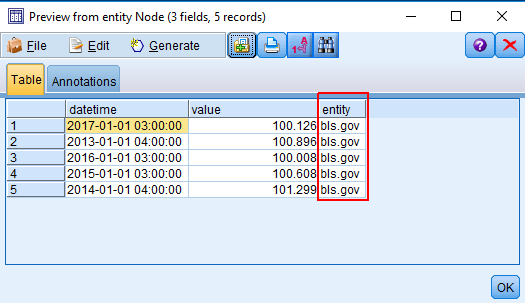 Preview from entity Node (3 fields, 5 records)
File Edit Generate
Table Annotations
datetime value entity
1 2017-01-01 03:00:00 100.126 bls.gov
2 2013-01-01 04:00:00 100.896 bls.gov
3 2016-01-01 03:00:00 100.008 bls.gov
4 2015-01-01 03:00:00 100.608 bls.gov
5 2014-01-01 04:00:00 101.299 bls.gov
OK